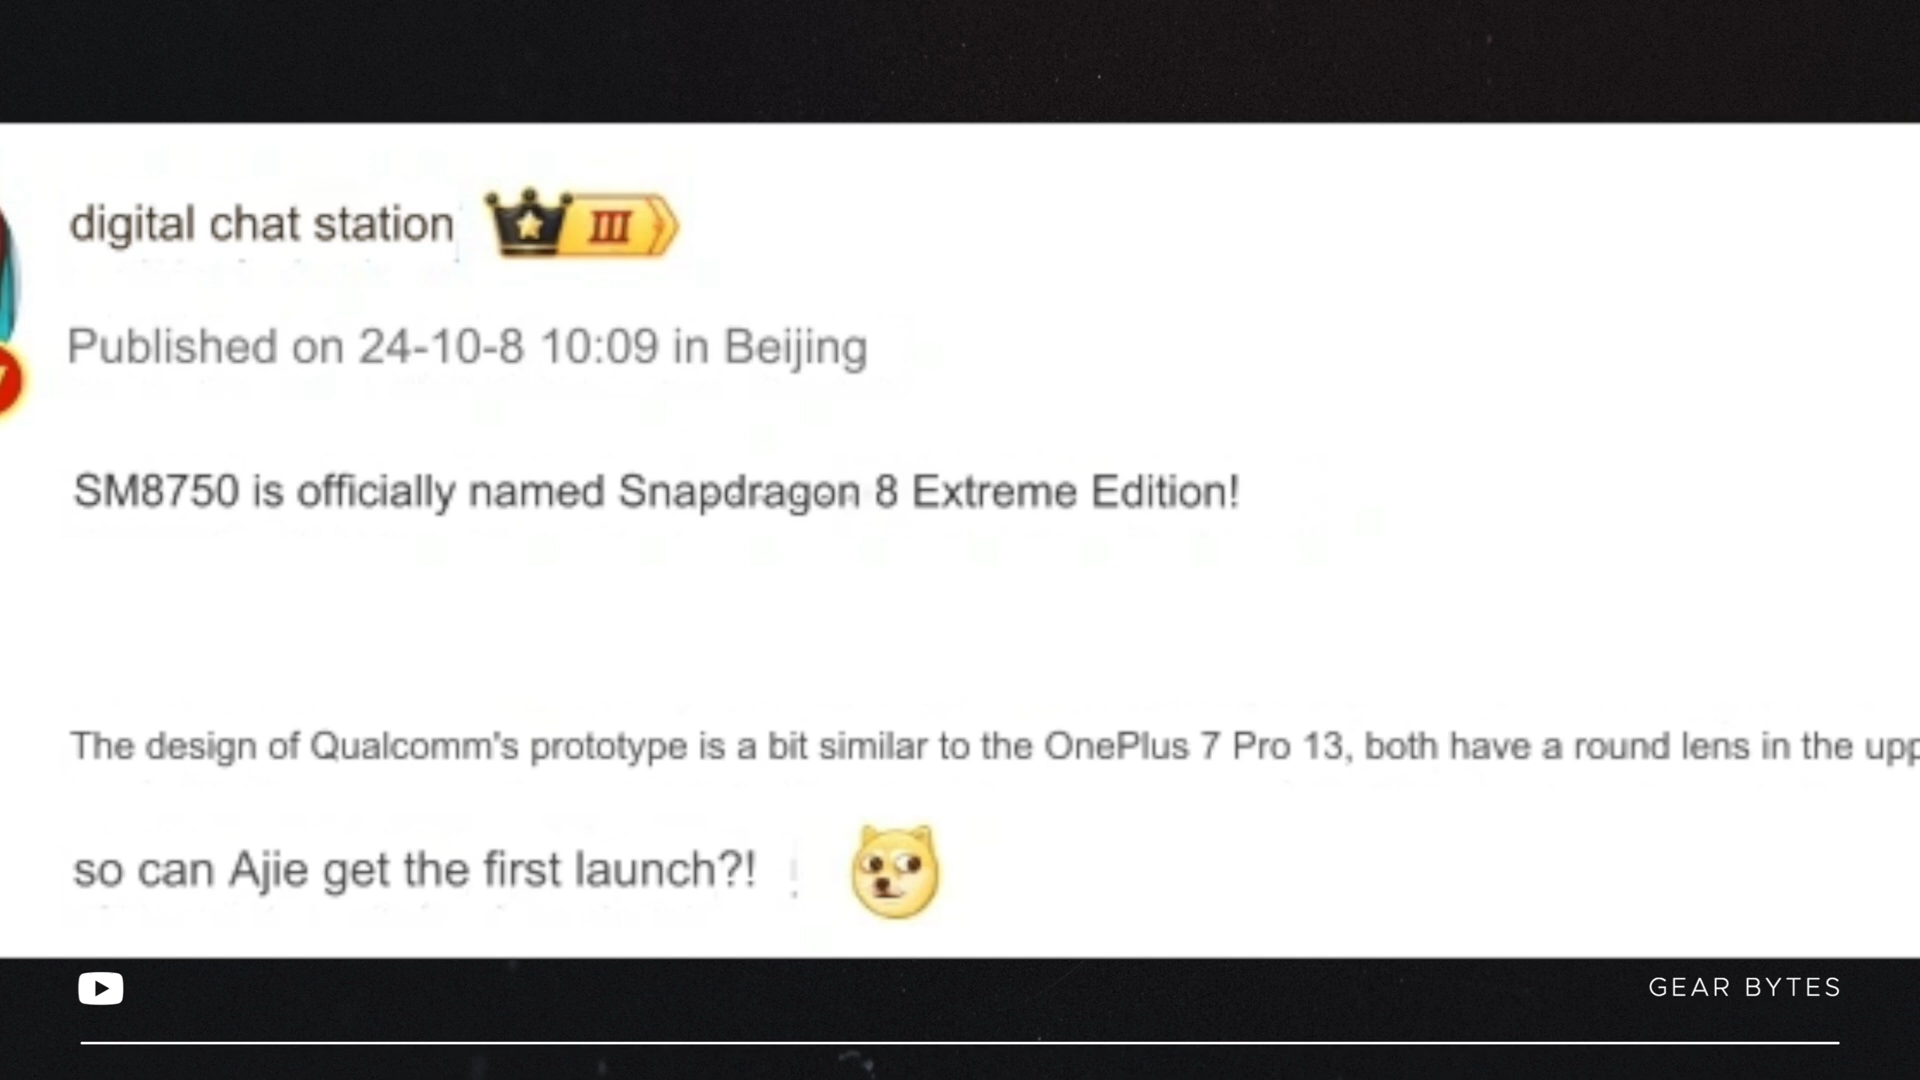 digital chat station
III
Published on 24-10-8 10:09 in Beijing
SM8750 is officially named Snapdragon 8 Extreme Edition!
The design of Qualcomm's prototype is a bit similar to the OnePlus 7 Pro 13, both have a round lens in the upp
so can Ajie get the first launch?!
GEAR BYTES